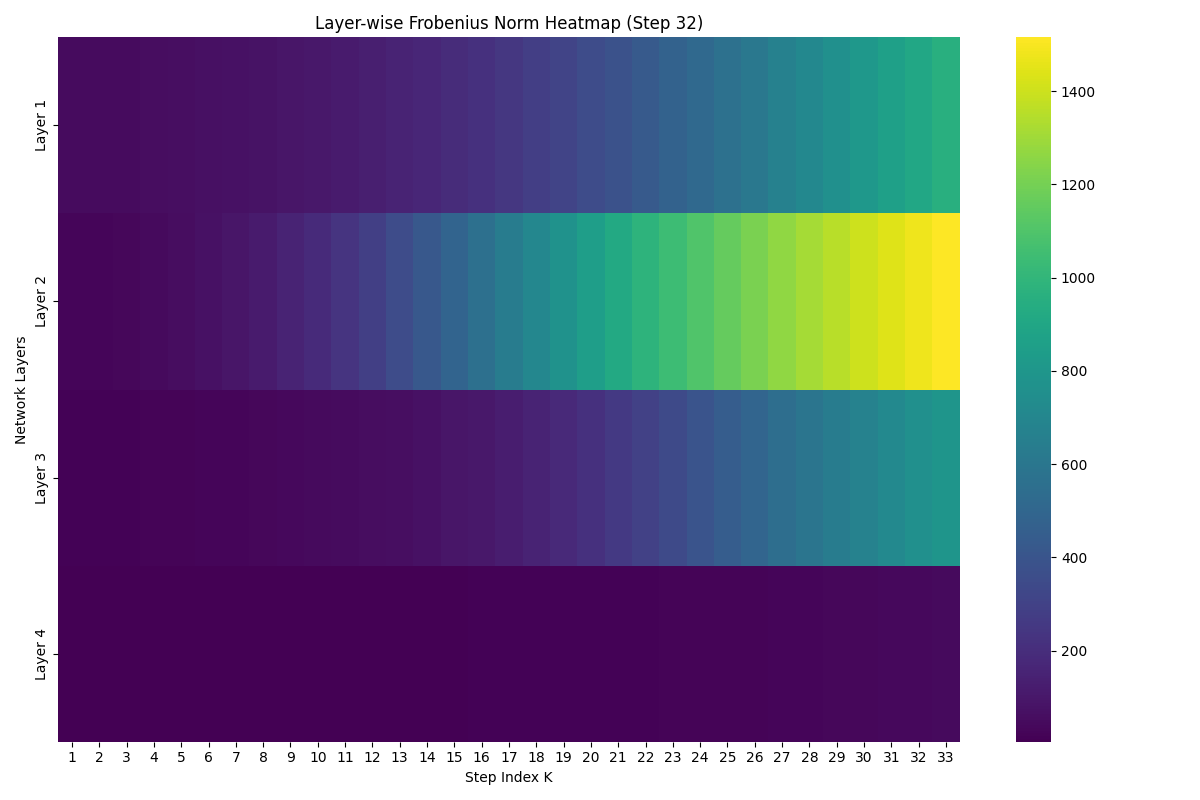 Layer-wise Frobenius Norm Heatmap (Step 32)
Network Layers
Layer 1
Layer 2
Layer 3
Layer 4
1 2 3 4 5 6 7 8 9 10 11 12 13 14 15 16 17 18 19 20 21 22 23 24 25 26 27 28 29 30 31 32 33
Step Index K
1400
1200
1000
800
600
400
200